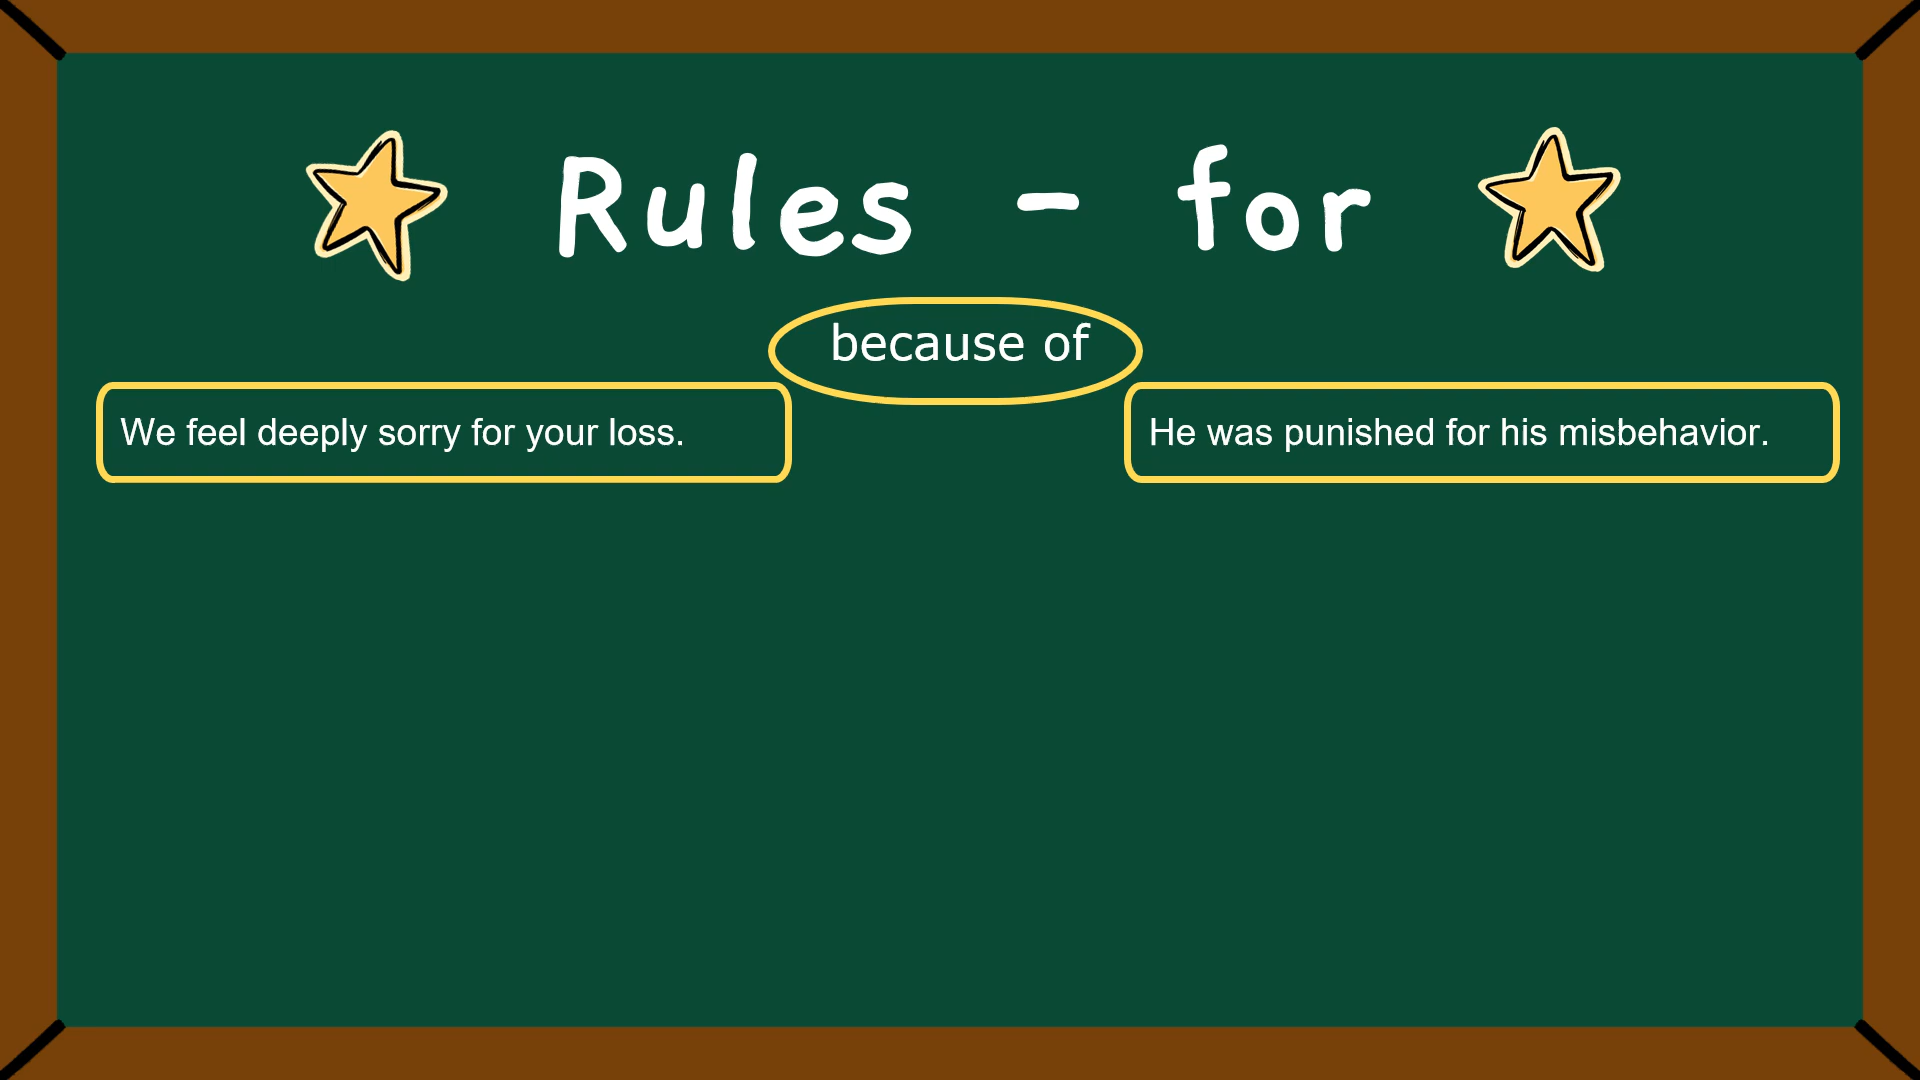 Rules - for
because of
We feel deeply sorry for your loss.
He was punished for his misbehavior.